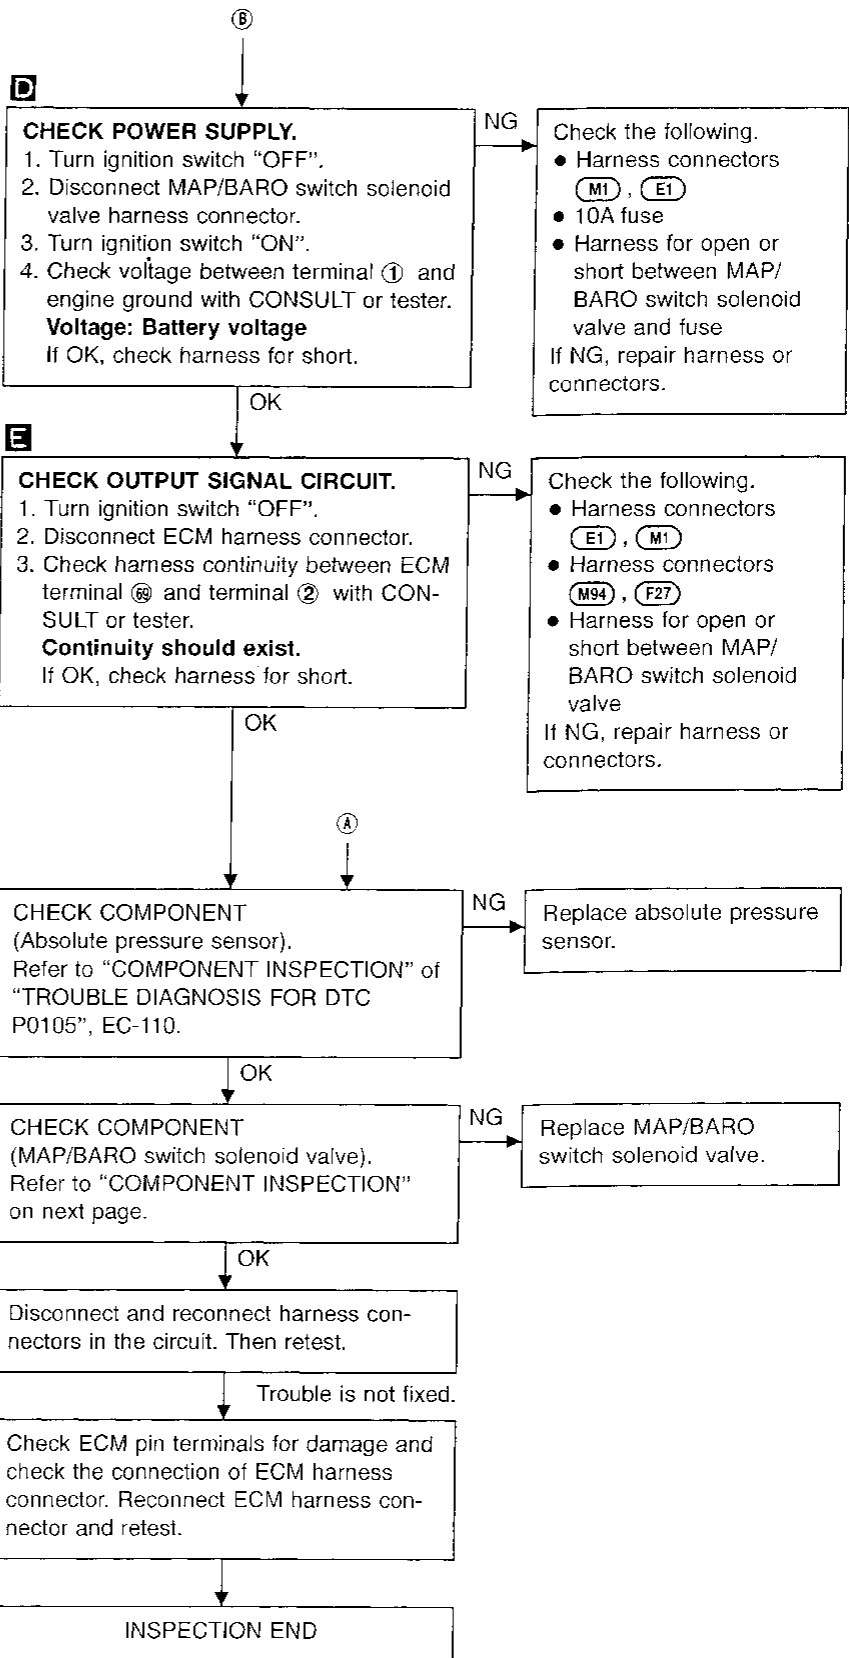 Ⓑ
D
CHECK POWER SUPPLY.
1. Turn ignition switch “OFF”.
2. Disconnect MAP/BARO switch solenoid
valve harness connector.
3. Turn ignition switch “ON”.
4. Check voltage between terminal ① and
engine ground with CONSULT or tester.
Voltage: Battery voltage
If OK, check harness for short.
NG
Check the following.
● Harness connectors
M1 , E1
● 10A fuse
● Harness for open or
short between MAP/
BARO switch solenoid
valve and fuse
If NG, repair harness or
connectors.
OK
E
CHECK OUTPUT SIGNAL CIRCUIT.
1. Turn ignition switch “OFF”.
2. Disconnect ECM harness connector.
3. Check harness continuity between ECM
terminal 69 and terminal ② with CON-
SULT or tester.
Continuity should exist.
If OK, check harness for short.
NG
Check the following.
● Harness connectors
E1 , M1
● Harness connectors
M94 , F27
● Harness for open or
short between MAP/
BARO switch solenoid
valve
If NG, repair harness or
connectors.
OK
Ⓐ
CHECK COMPONENT
(Absolute pressure sensor).
Refer to “COMPONENT INSPECTION” of
“TROUBLE DIAGNOSIS FOR DTC
P0105”, EC-110.
NG
Replace absolute pressure
sensor.
OK
CHECK COMPONENT
(MAP/BARO switch solenoid valve).
Refer to “COMPONENT INSPECTION”
on next page.
NG
Replace MAP/BARO
switch solenoid valve.
OK
Disconnect and reconnect harness con-
nectors in the circuit. Then retest.
Trouble is not fixed.
Check ECM pin terminals for damage and
check the connection of ECM harness
connector. Reconnect ECM harness con-
nector and retest.
INSPECTION END